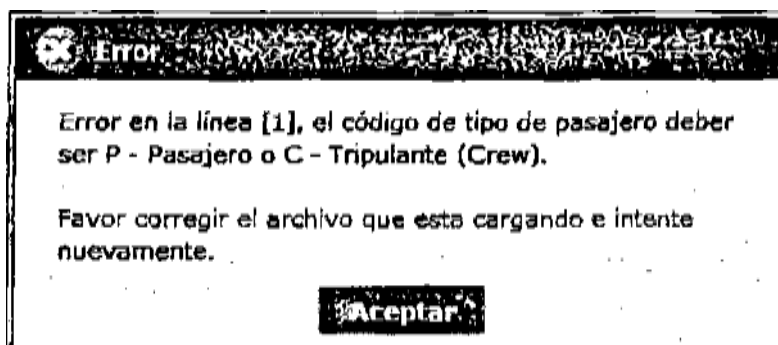 Error
Error en la línea [1], el código de tipo de pasajero deber
ser P - Pasajero o C - Tripulante (Crew).
Favor corregir el archivo que esta cargando e intente
nuevamente.
Aceptar